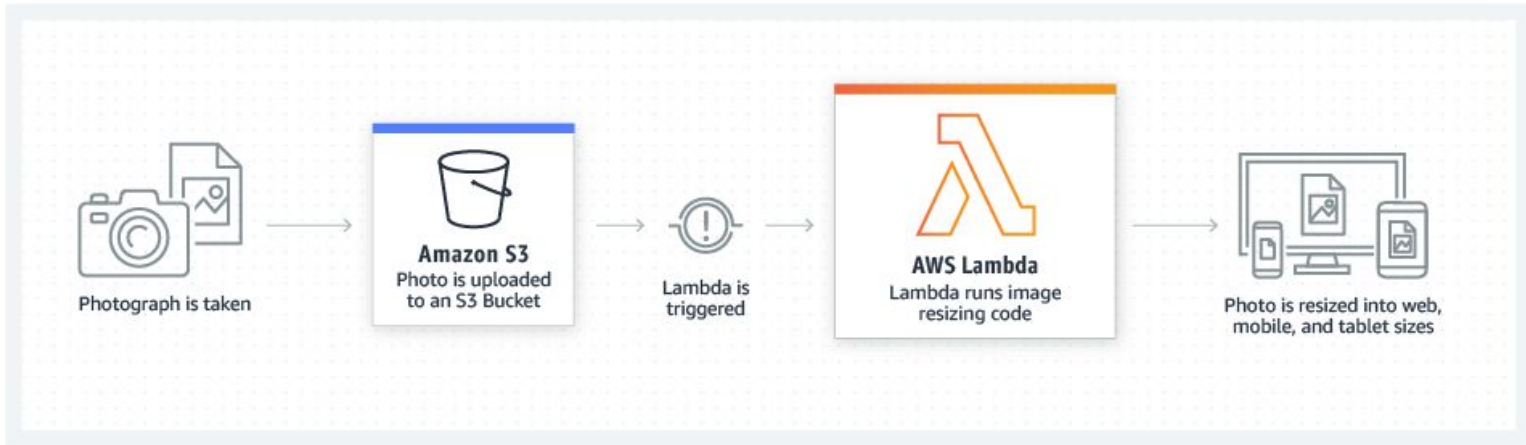 Photograph is taken
Amazon S3
Photo is uploaded
to an S3 Bucket
Lambda is
triggered
AWS Lambda
Lambda runs image
resizing code
Photo is resized into web,
mobile, and tablet sizes